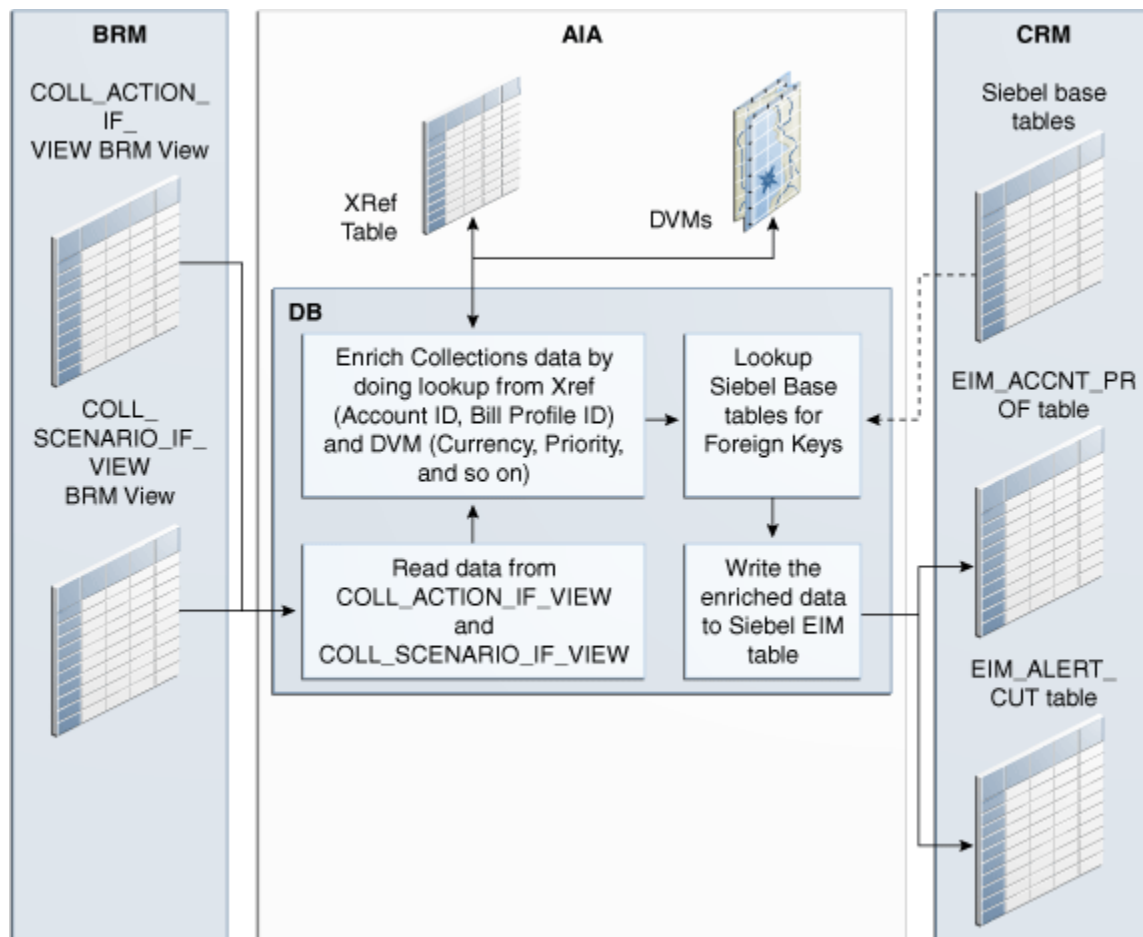 BRM
COLL_ACTION_
IF_
VIEW BRM View
COLL_
SCENARIO_IF_
VIEW
BRM View
AIA
XRef
Table
DVMs
DB
Enrich Collections data by
doing lookup from Xref
(Account ID, Bill Profile ID)
and DVM (Currency, Priority,
and so on)
Lookup
Siebel Base
tables for
Foreign Keys
Read data from
COLL_ACTION_IF_VIEW
and
COLL_SCENARIO_IF_VIEW
Write the
enriched data
to Siebel EIM
table
CRM
Siebel base
tables
EIM_ACCNT_PR
OF table
EIM_ALERT_
CUT table